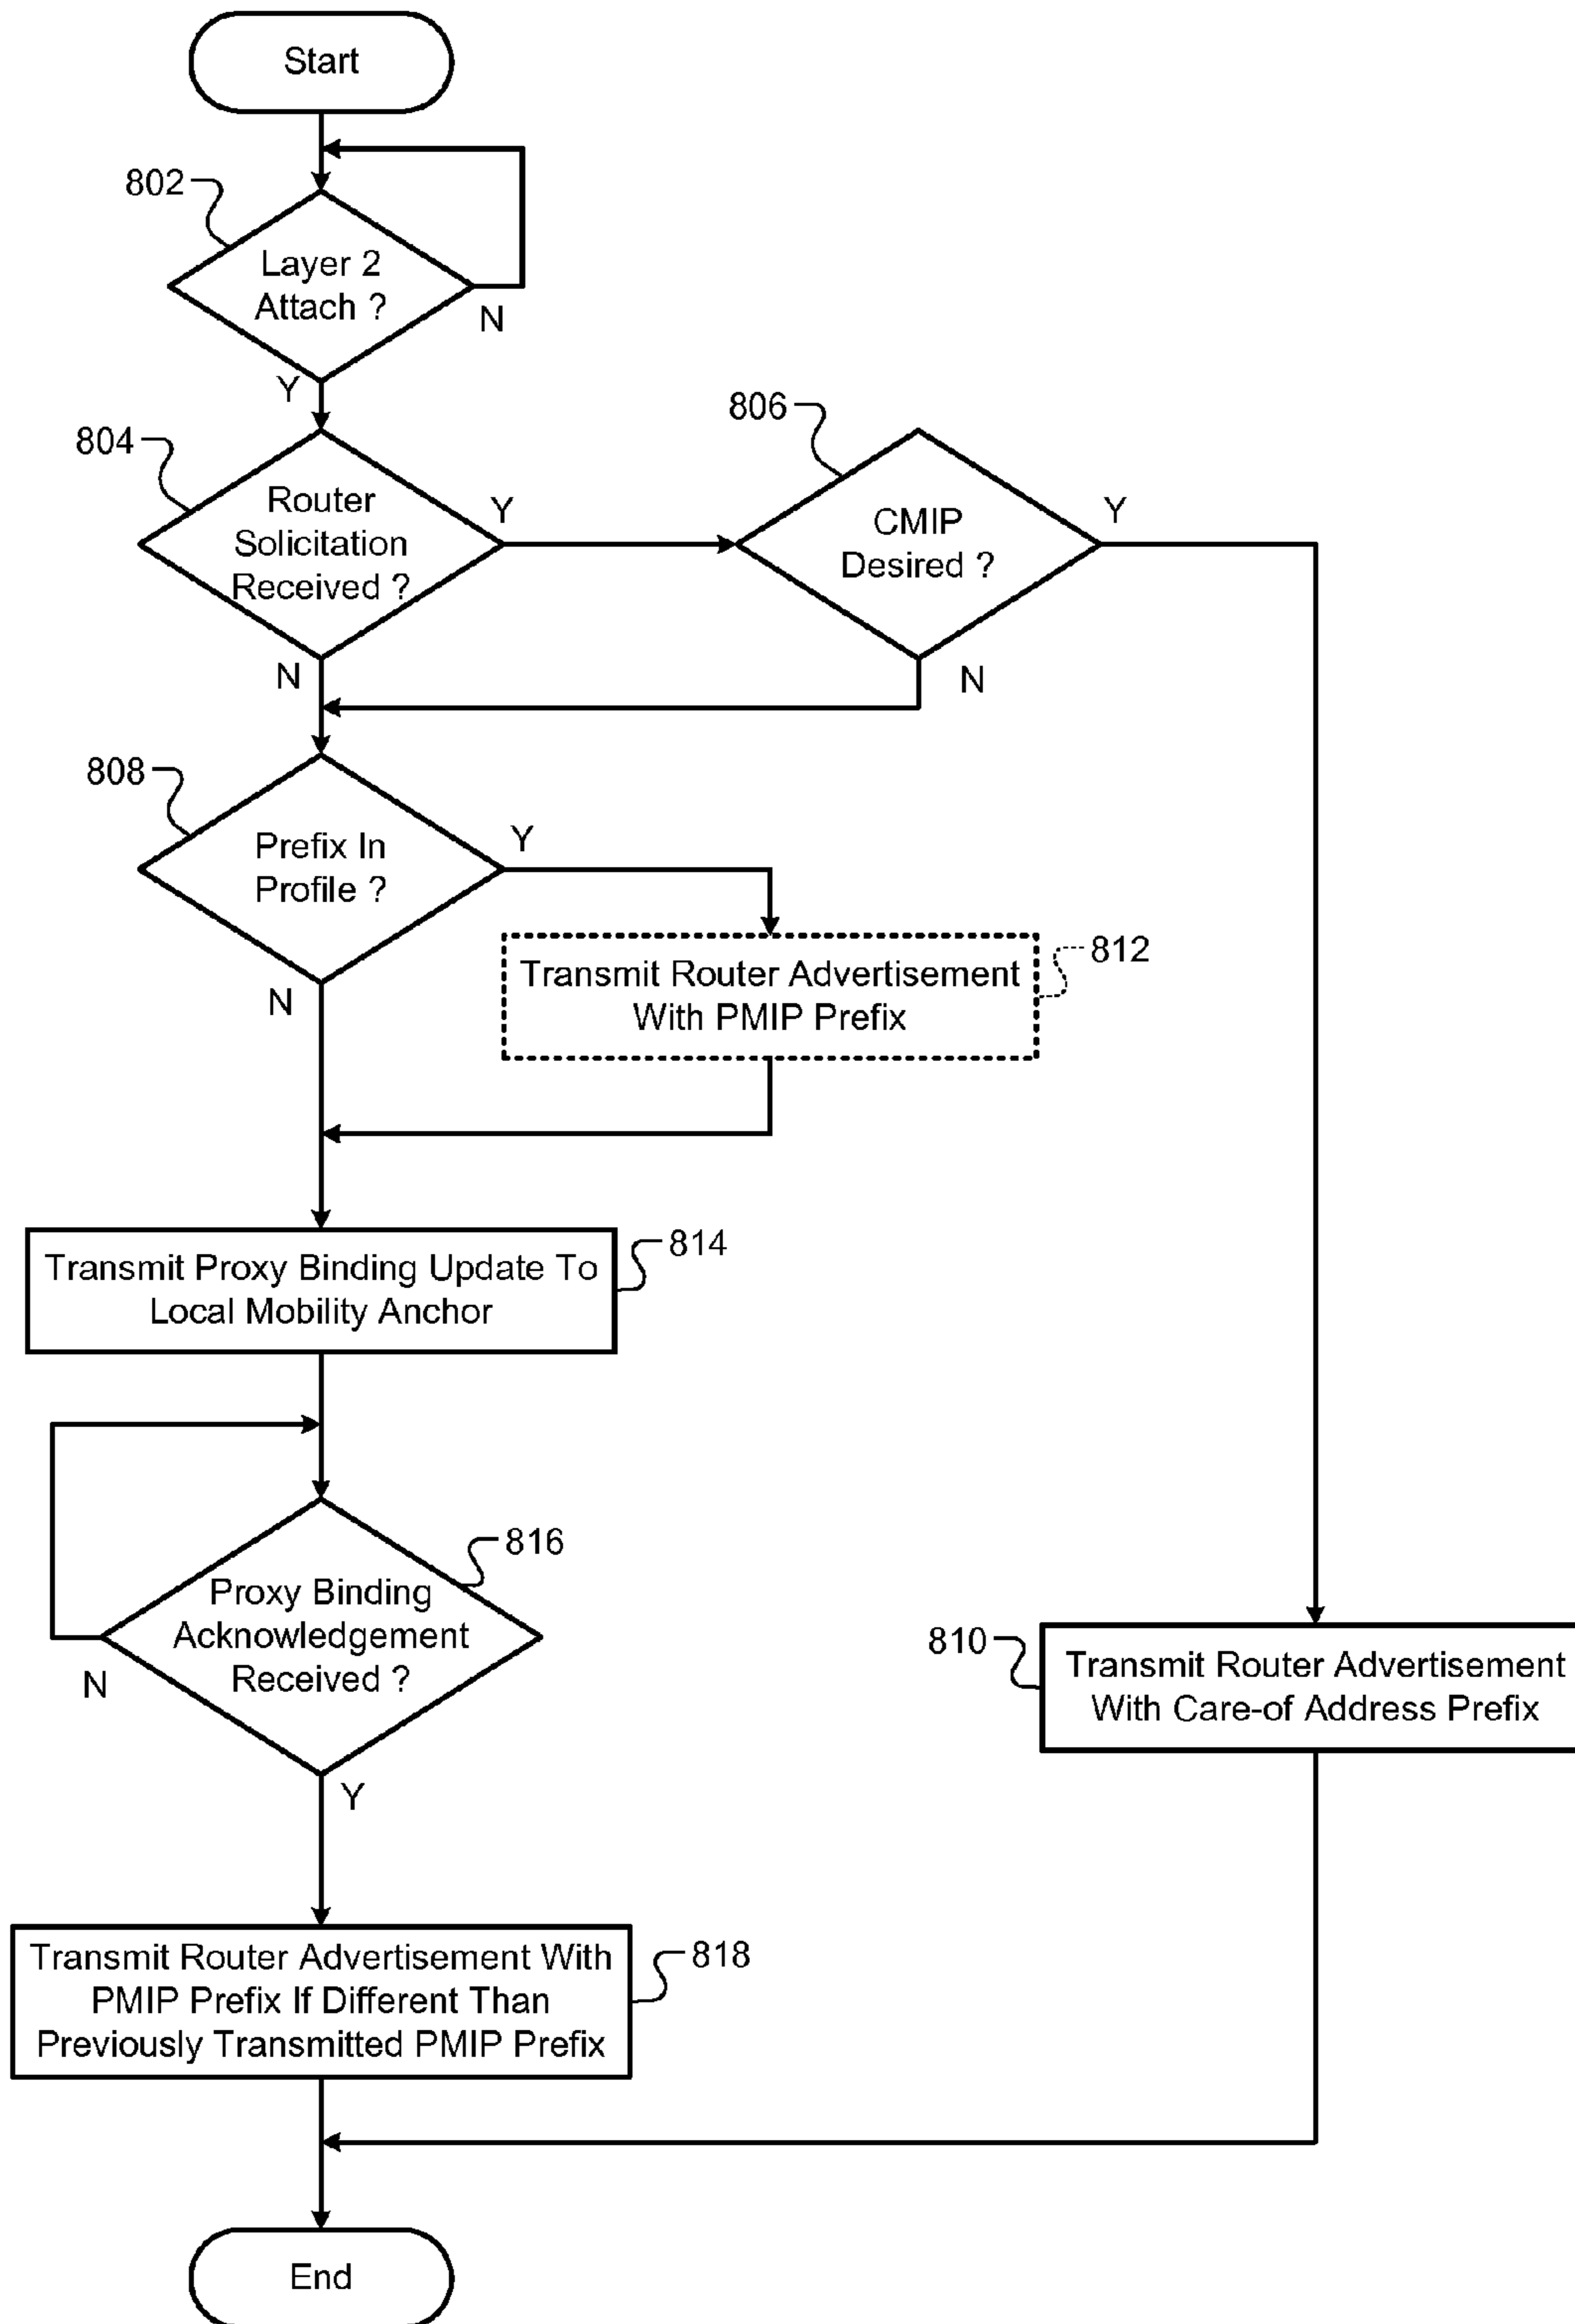 Start
802
Layer 2
Attach ?
N
Y
804
Router
Solicitation
Received ?
Y
N
806
CMIP
Desired ?
Y
N
808
Prefix In
Profile ?
Y
N
812
Transmit Router Advertisement
With PMIP Prefix
814
Transmit Proxy Binding Update To
Local Mobility Anchor
816
Proxy Binding
Acknowledgement
Received ?
N
Y
810
Transmit Router Advertisement
With Care-of Address Prefix
818
Transmit Router Advertisement With
PMIP Prefix If Different Than
Previously Transmitted PMIP Prefix
End